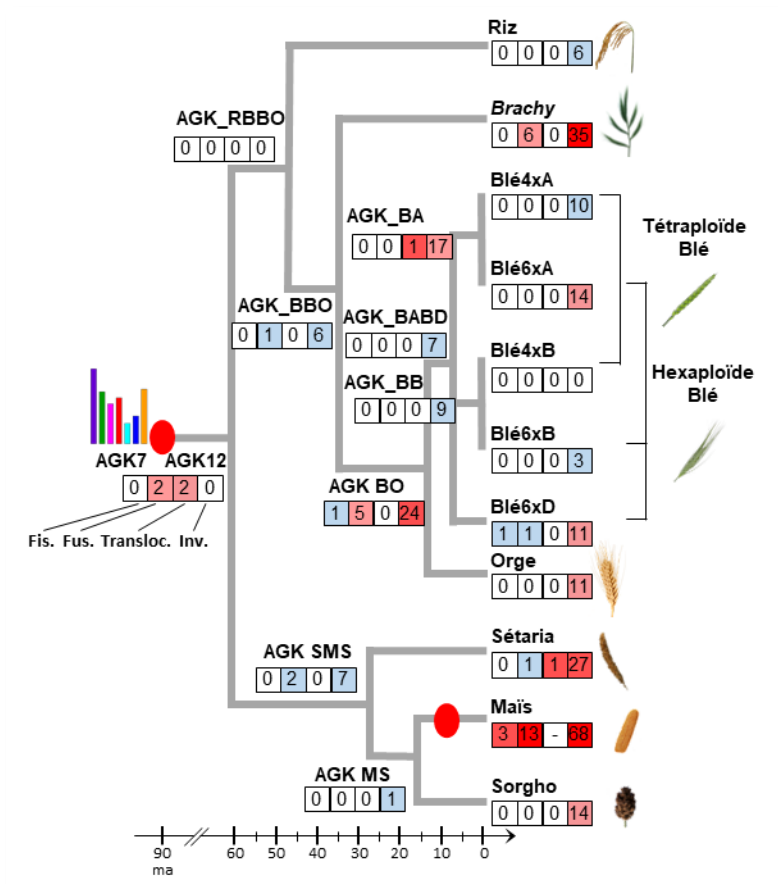 Riz
0 0 0 6
Brachy
0 6 0 35
AGK_RBBO
0 0 0 0
Blé4xA
0 0 0 10
AGK_BA
0 0 1 17
Tétraploïde
Blé
Blé6xA
0 0 0 14
AGK_BBO
0 1 0 6
AGK_BABD
0 0 0 7
Blé4xB
0 0 0 0
AGK_BB
0 0 0 9
Hexaploïde
Blé
Blé6xB
0 0 0 3
AGK7 AGK12
0 2 2 0
Fis. Fus. Transloc. Inv.
AGK BO
1 5 0 24
Blé6xD
1 1 0 11
Orge
0 0 0 11
Sétaria
0 1 1 27
AGK SMS
0 2 0 7
Maïs
3 13 - 68
AGK MS
0 0 0 1
Sorgho
0 0 0 14
90 60 50 40 30 20 10 0
ma